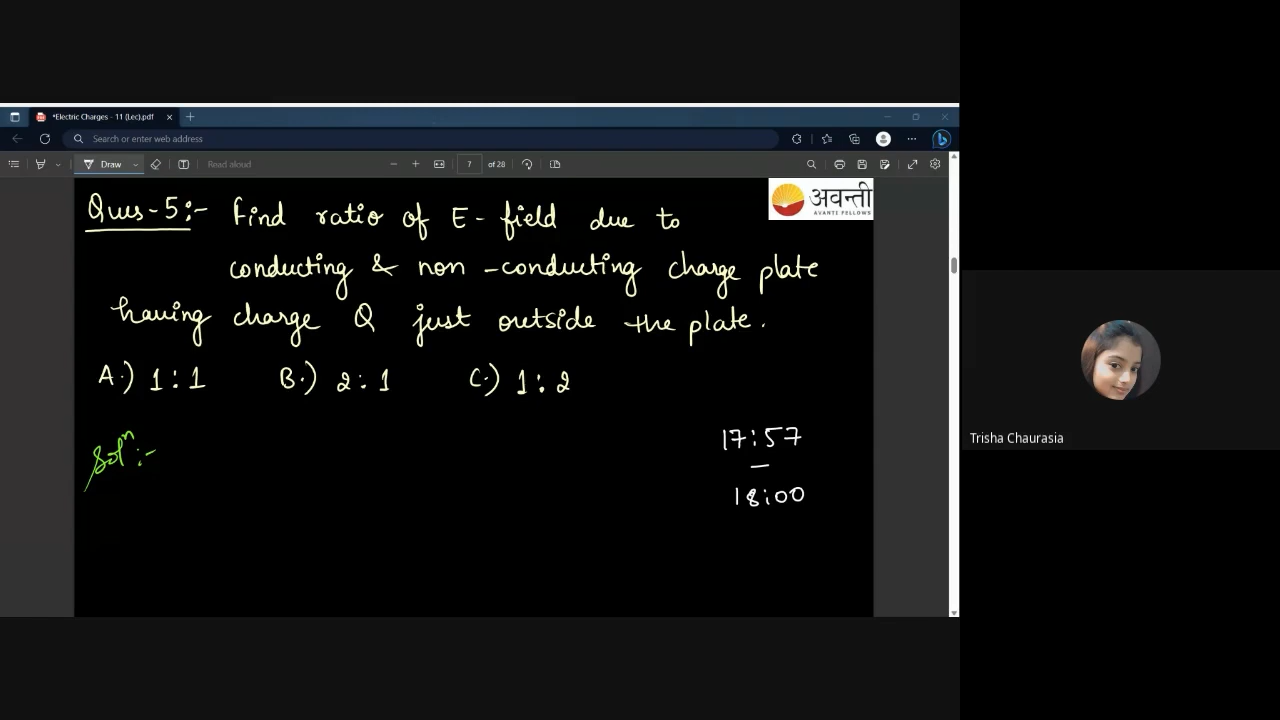 *Electric Charges - 11 (Lec).pdf
Search or enter web address
Draw
Read aloud
7 of 28
अवन्ती
AVANTI FELLOWS
Ques-5:- Find ratio of E-field due to
conducting & non-conducting charge plate
having charge Q just outside the plate.
A.) 1:1 B.) 2:1 C.) 1:2
Solⁿ:-
17:57
–
18:00
Trisha Chaurasia